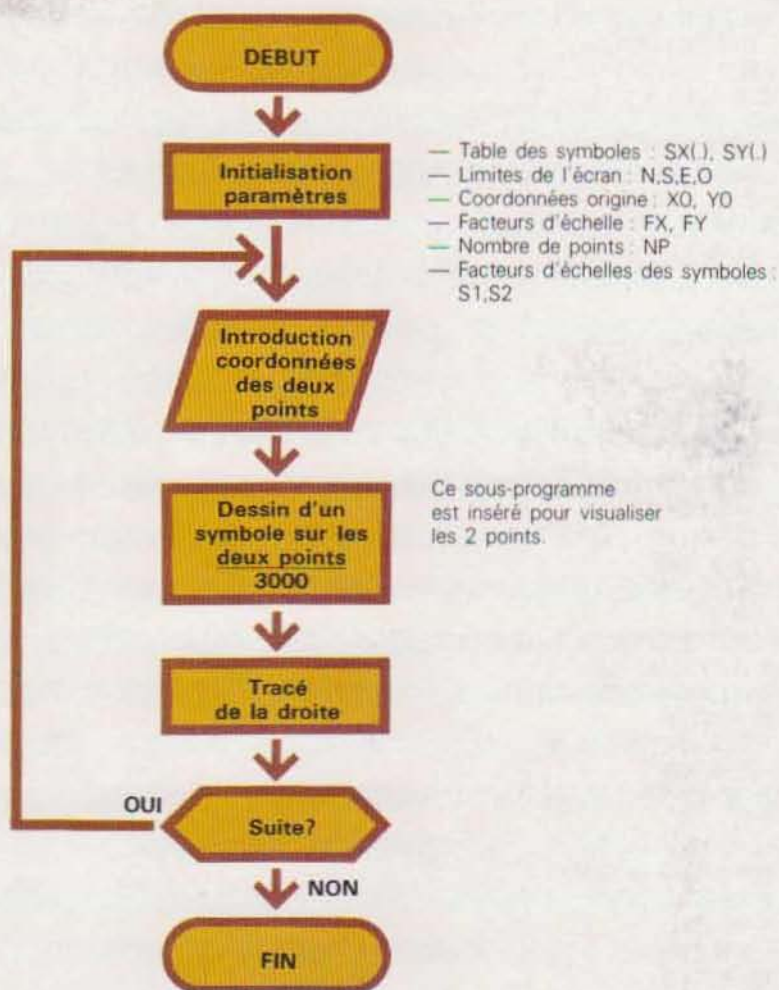 DEBUT
Initialisation
paramètres
— Table des symboles : SX(.), SY(.)
— Limites de l'écran : N,S,E,O
— Coordonnées origine : XO, YO
— Facteurs d'échelle : FX, FY
— Nombre de points : NP
— Facteurs d'échelles des symboles :
S1,S2
Introduction
coordonnées
des deux
points
Dessin d'un
symbole sur les
deux points
3000
Ce sous-programme
est inséré pour visualiser
les 2 points.
Tracé
de la droite
OUI
Suite?
NON
FIN